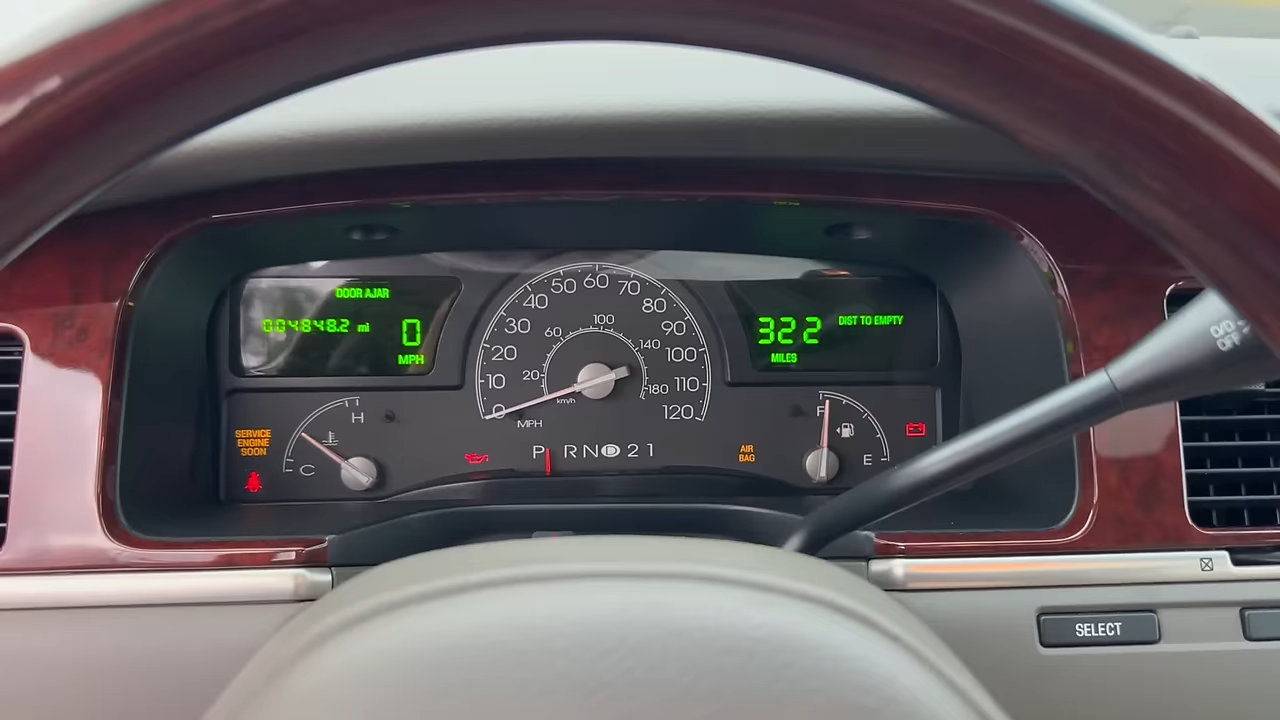 DOOR AJAR
004848.2 mi
0
MPH
0 10 20 30 40 50 60 70 80 90 100 110 120
20 60 100 140 180
km/h
MPH
322 DIST TO EMPTY
MILES
SERVICE
ENGINE
SOON
H
C
P R N D 2 1
AIR
BAG
F
E
O/D
OFF
SELECT